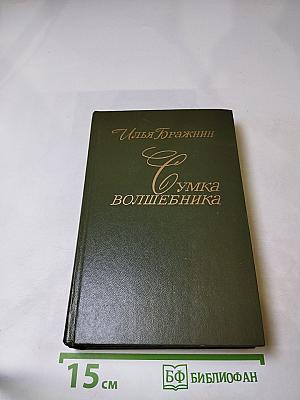 Илья Бражнин
Сумка
волшебника
15 см
БФ БИБЛИОФАН